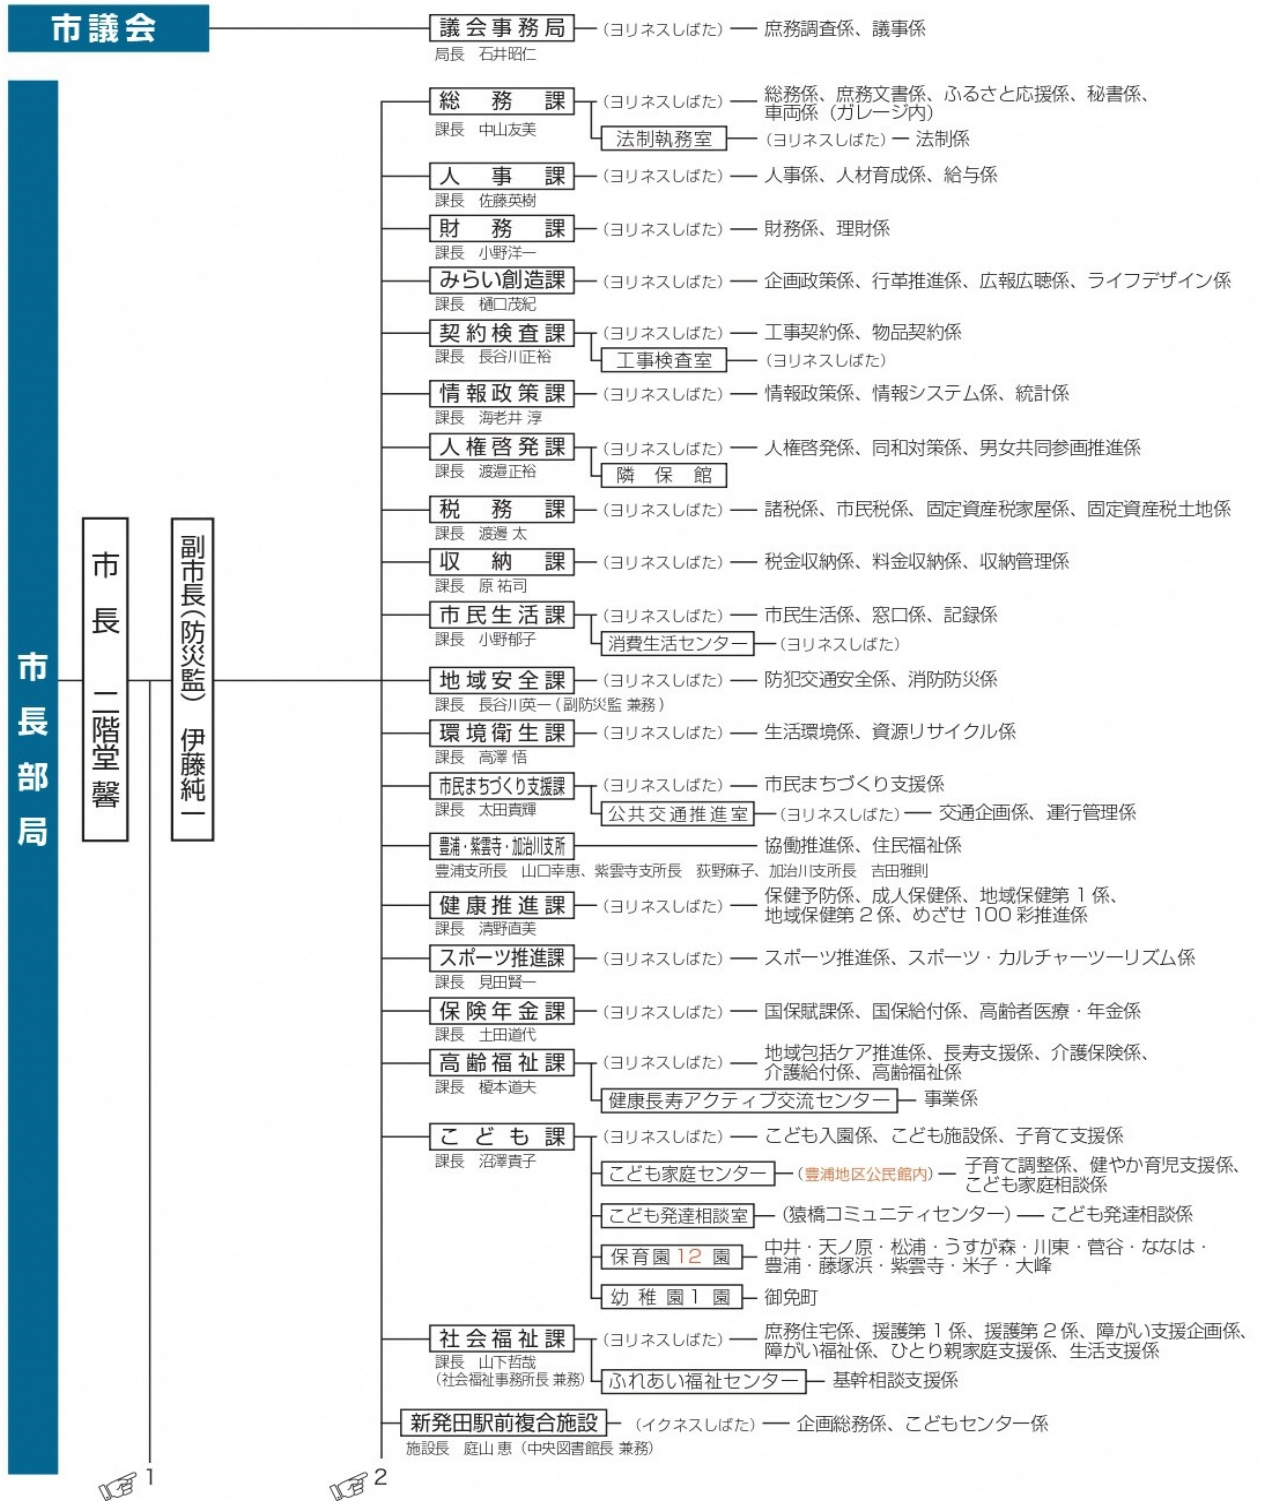 市議会
議会事務局 (ヨリネスしばた) 庶務調査係、議事係
局長 石井昭仁
市長部局
市長 二階堂 馨
副市長(防災監) 伊藤純一
総務課 (ヨリネスしばた) 総務係、庶務文書係、ふるさと応援係、秘書係、
車両係 (ガレージ内)
課長 中山友美
法制執務室 (ヨリネスしばた) 法制係
人事課 (ヨリネスしばた) 人事係、人材育成係、給与係
課長 佐藤英樹
財務課 (ヨリネスしばた) 財務係、理財係
課長 小野洋一
みらい創造課 (ヨリネスしばた) 企画政策係、行革推進係、広報広聴係、ライフデザイン係
課長 樋口茂紀
契約検査課 (ヨリネスしばた) 工事契約係、物品契約係
課長 長谷川正裕
工事検査室 (ヨリネスしばた)
情報政策課 (ヨリネスしばた) 情報政策係、情報システム係、統計係
課長 海老井 淳
人権啓発課 (ヨリネスしばた) 人権啓発係、同和対策係、男女共同参画推進係
課長 渡邉正裕
隣保館
税務課 (ヨリネスしばた) 諸税係、市民税係、固定資産税家屋係、固定資産税土地係
課長 渡邊 太
収納課 (ヨリネスしばた) 税金収納係、料金収納係、収納管理係
課長 原 祐司
市民生活課 (ヨリネスしばた) 市民生活係、窓口係、記録係
課長 小野郁子
消費生活センター (ヨリネスしばた)
地域安全課 (ヨリネスしばた) 防犯交通安全係、消防防災係
課長 長谷川英一 (副防災監 兼務)
環境衛生課 (ヨリネスしばた) 生活環境係、資源リサイクル係
課長 高澤 悟
市民まちづくり支援課 (ヨリネスしばた) 市民まちづくり支援係
課長 太田貴輝
公共交通推進室 (ヨリネスしばた) 交通企画係、運行管理係
豊浦・紫雲寺・加治川支所 協働推進係、住民福祉係
豊浦支所長 山口幸恵、紫雲寺支所長 荻野麻子、加治川支所長 吉田雅則
健康推進課 (ヨリネスしばた) 保健予防係、成人保健係、地域保健第1係、
地域保健第2係、めざせ100彩推進係
課長 清野直美
スポーツ推進課 (ヨリネスしばた) スポーツ推進係、スポーツ・カルチャーツーリズム係
課長 見田賢一
保険年金課 (ヨリネスしばた) 国保賦課係、国保給付係、高齢者医療・年金係
課長 土田道代
高齢福祉課 (ヨリネスしばた) 地域包括ケア推進係、長寿支援係、介護保険係、
介護給付係、高齢福祉係
課長 榎本道夫
健康長寿アクティブ交流センター 事業係
こども課 (ヨリネスしばた) こども入園係、こども施設係、子育て支援係
課長 沼澤貴子
こども家庭センター (豊浦地区公民館内) 子育て調整係、健やか育児支援係、
こども家庭相談係
こども発達相談室 (猿橋コミュニティセンター) こども発達相談係
保育園12園 中井・天ノ原・松浦・うすが森・川東・菅谷・ななは・
豊浦・藤塚浜・紫雲寺・米子・大峰
幼稚園1園 御免町
社会福祉課 (ヨリネスしばた) 庶務住宅係、援護第1係、援護第2係、障がい支援企画係、
障がい福祉係、ひとり親家庭支援係、生活支援係
課長 山下哲哉
(社会福祉事務所長 兼務)
ふれあい福祉センター 基幹相談支援係
新発田駅前複合施設 (イクネスしばた) 企画総務係、こどもセンター係
施設長 庭山 恵 (中央図書館長 兼務)
1
2